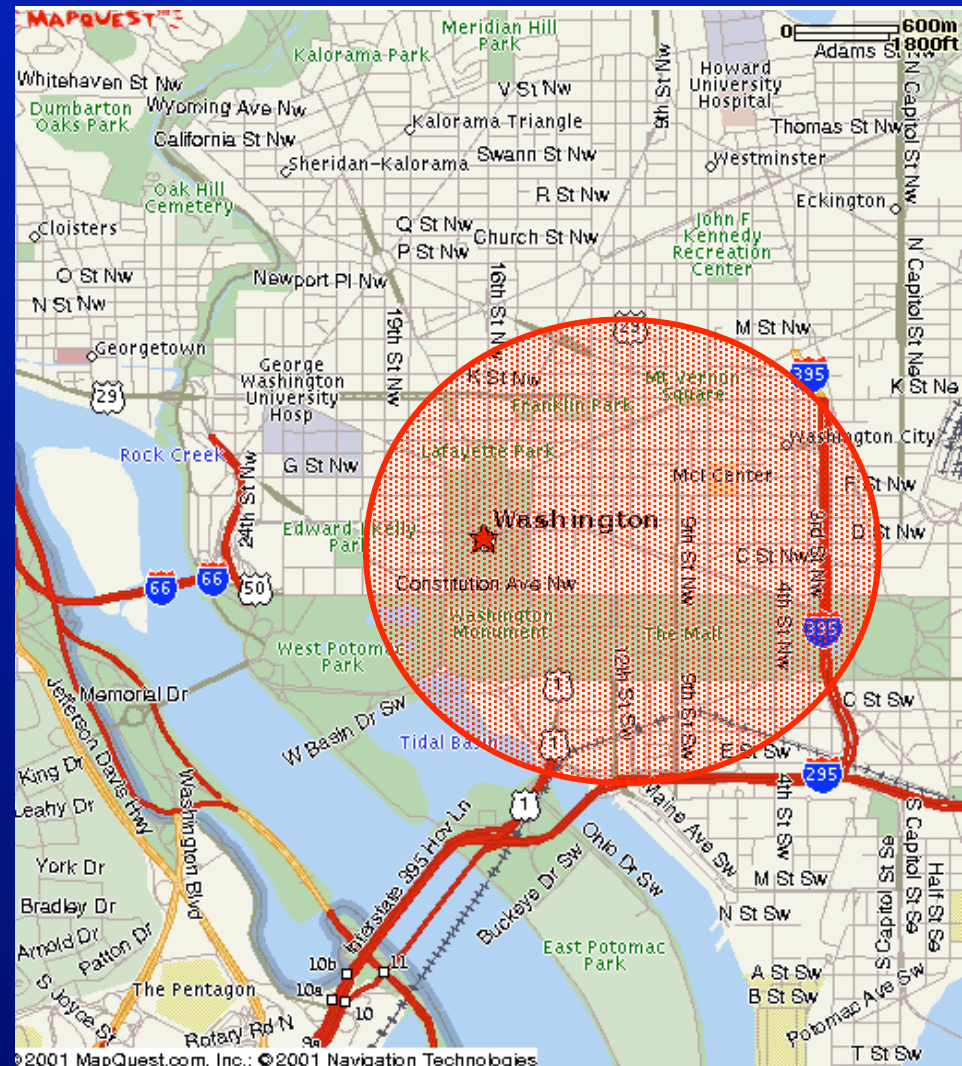 MAPQUEST
Meridian Hill
Park
0
600m
1800ft
Kalorama Park
Adams St Nw
Whitehaven St Nw
V St Nw
9th St Nw
Howard
University
Hospital
N Capitol St Nw
Dumbarton
Oaks Park
Wyoming Ave Nw
Kalorama Triangle
Thomas St Nw
California St Nw
Sheridan-Kalorama
Swann St Nw
Westminster
Oak Hill
Cemetery
R St Nw
Eckington
Cloisters
Q St Nw
Church St Nw
P St Nw
John F
Kennedy
Recreation
Center
N Capitol St Ne
O St Nw
Newport Pl Nw
16th St Nw
N St Nw
19th St Nw
M St Nw
Georgetown
George
Washington
University
Hosp
K St Nw
Mt Vernon
Square
395
K St Ne
29
Franklin Park
Rock Creek
Lafayette Park
Washington City
G St Nw
Mcl Center
F St Nw
24th St Nw
Edward J Kelly
Park
Washington
9th St Nw
3rd St Nw
D St Nw
C St Nw
66
66
50
Constitution Ave Nw
4th St Nw
Washington
Monument
The Mall
395
West Potomac
Park
12th St Sw
9th St Sw
1
Memorial Dr
C St Sw
Jefferson Davis Hwy
W Basin Dr Sw
Tidal Basin
1
E St Sw
King Dr
Washington Blvd
295
Leahy Dr
1
4th St Sw
Maine Ave Sw
S Capitol St Se
Interstate 395 Hov Ln
Ohio Dr Sw
York Dr
M St Sw
S Capitol St Se
Half St Se
Bradley Dr
Buckeye Dr Sw
N St Sw
Arnold Dr
Patton Dr
East Potomac
Park
10b
11
A St Sw
S Joyce St
The Pentagon
10a
10
B St Sw
Potomac Ave Sw
Rotary Rd N
9a
T St Sw
©2001 MapQuest.com, Inc.; ©2001 Navigation Technologies